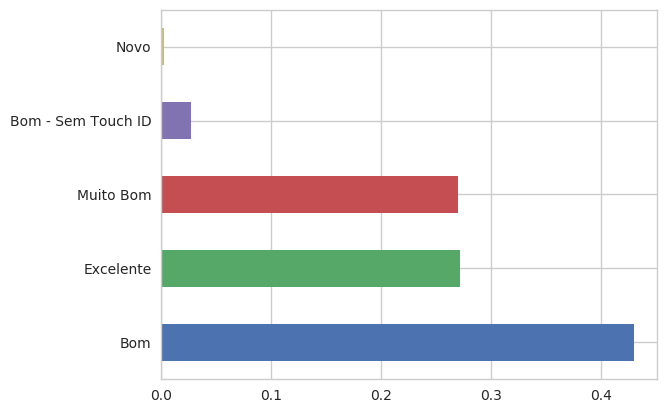 Novo
Bom - Sem Touch ID
Muito Bom
Excelente
Bom
0.0 0.1 0.2 0.3 0.4